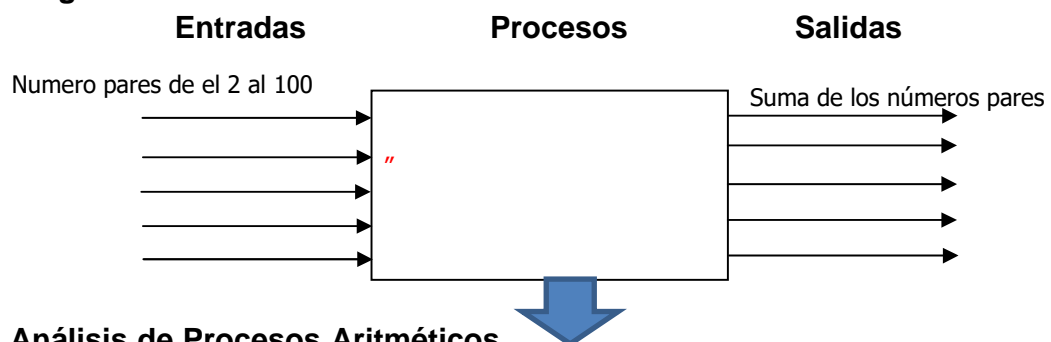 Entradas Procesos Salidas
Numero pares de el 2 al 100
Suma de los números pares
"
Análisis de Procesos Aritméticos